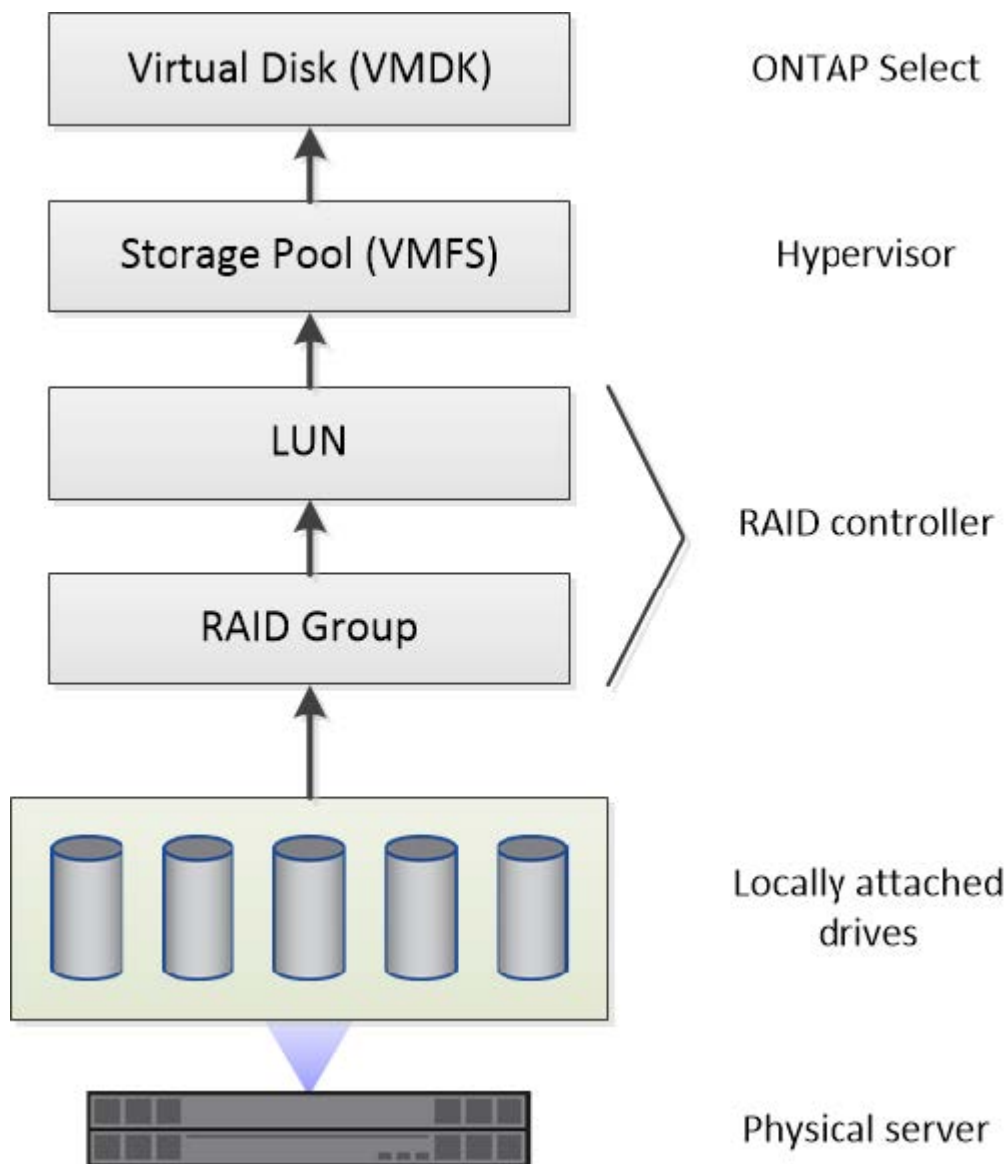 Virtual Disk (VMDK)
ONTAP Select
Storage Pool (VMFS)
Hypervisor
LUN
RAID controller
RAID Group
Locally attached
drives
Physical server